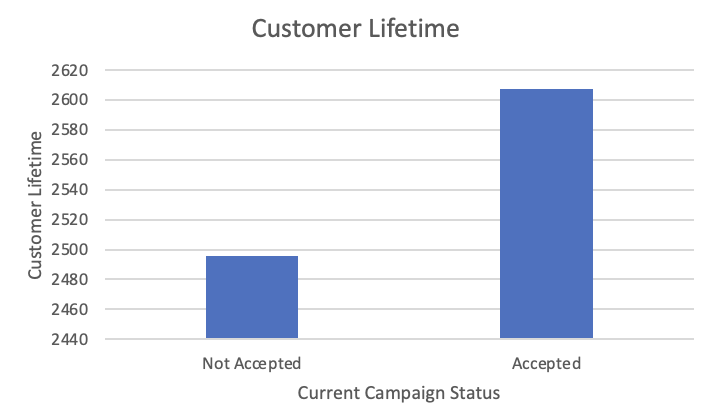 Customer Lifetime
Customer Lifetime
2620
2600
2580
2560
2540
2520
2500
2480
2460
2440
Not Accepted
Accepted
Current Campaign Status